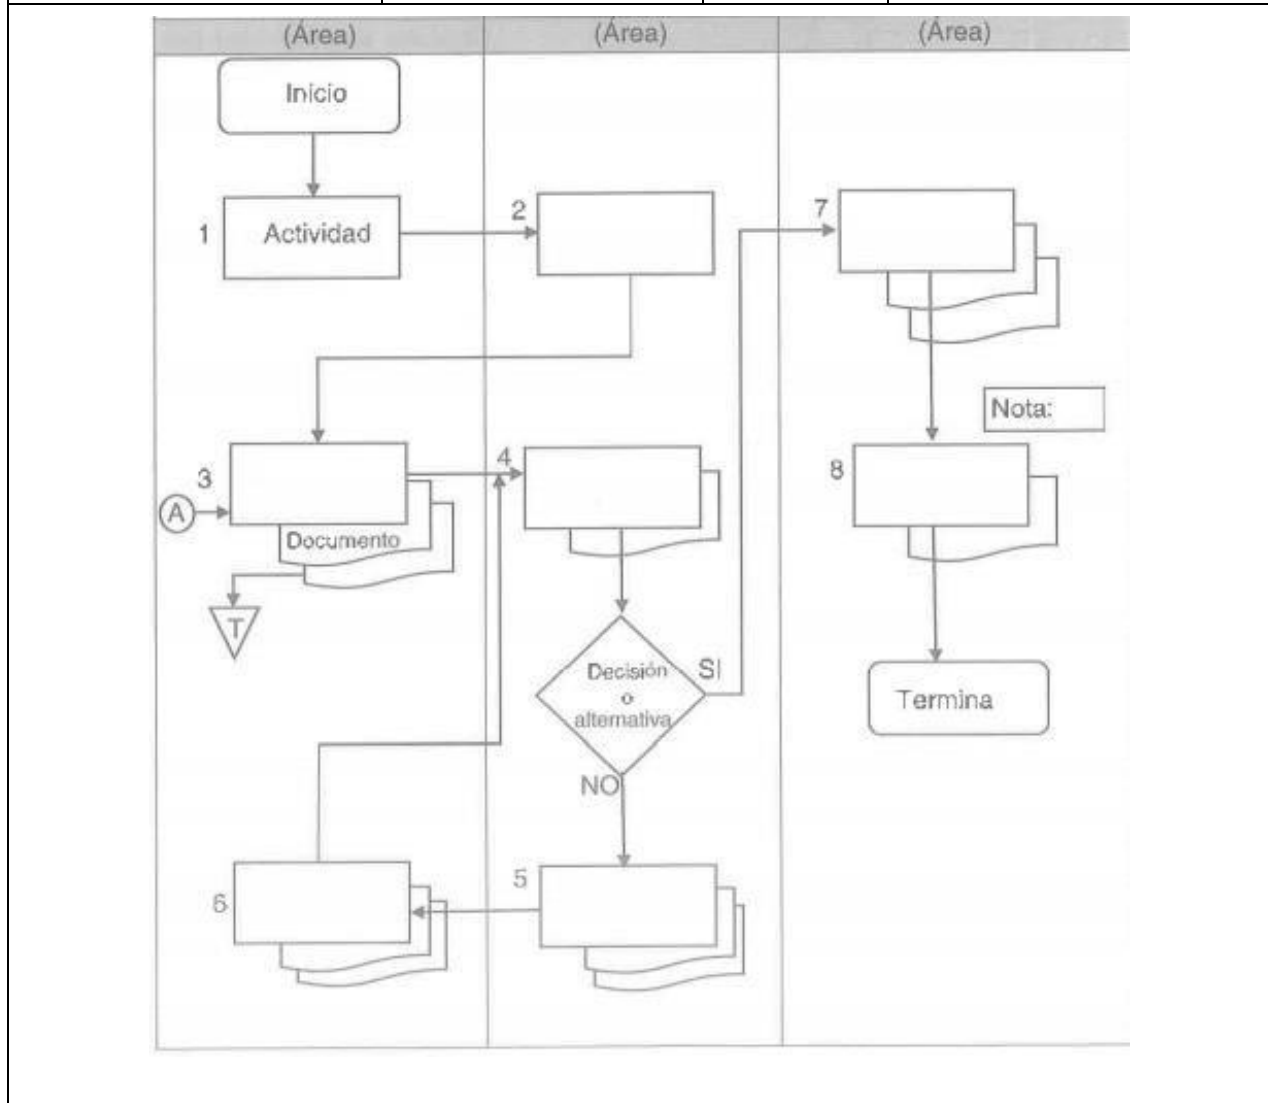 (Área) (Área) (Área)
Inicio
1 Actividad
2
7
Nota:
3
4
8
A
Documento
T
Decisión
o
alternativa
SI
NO
Termina
5
6